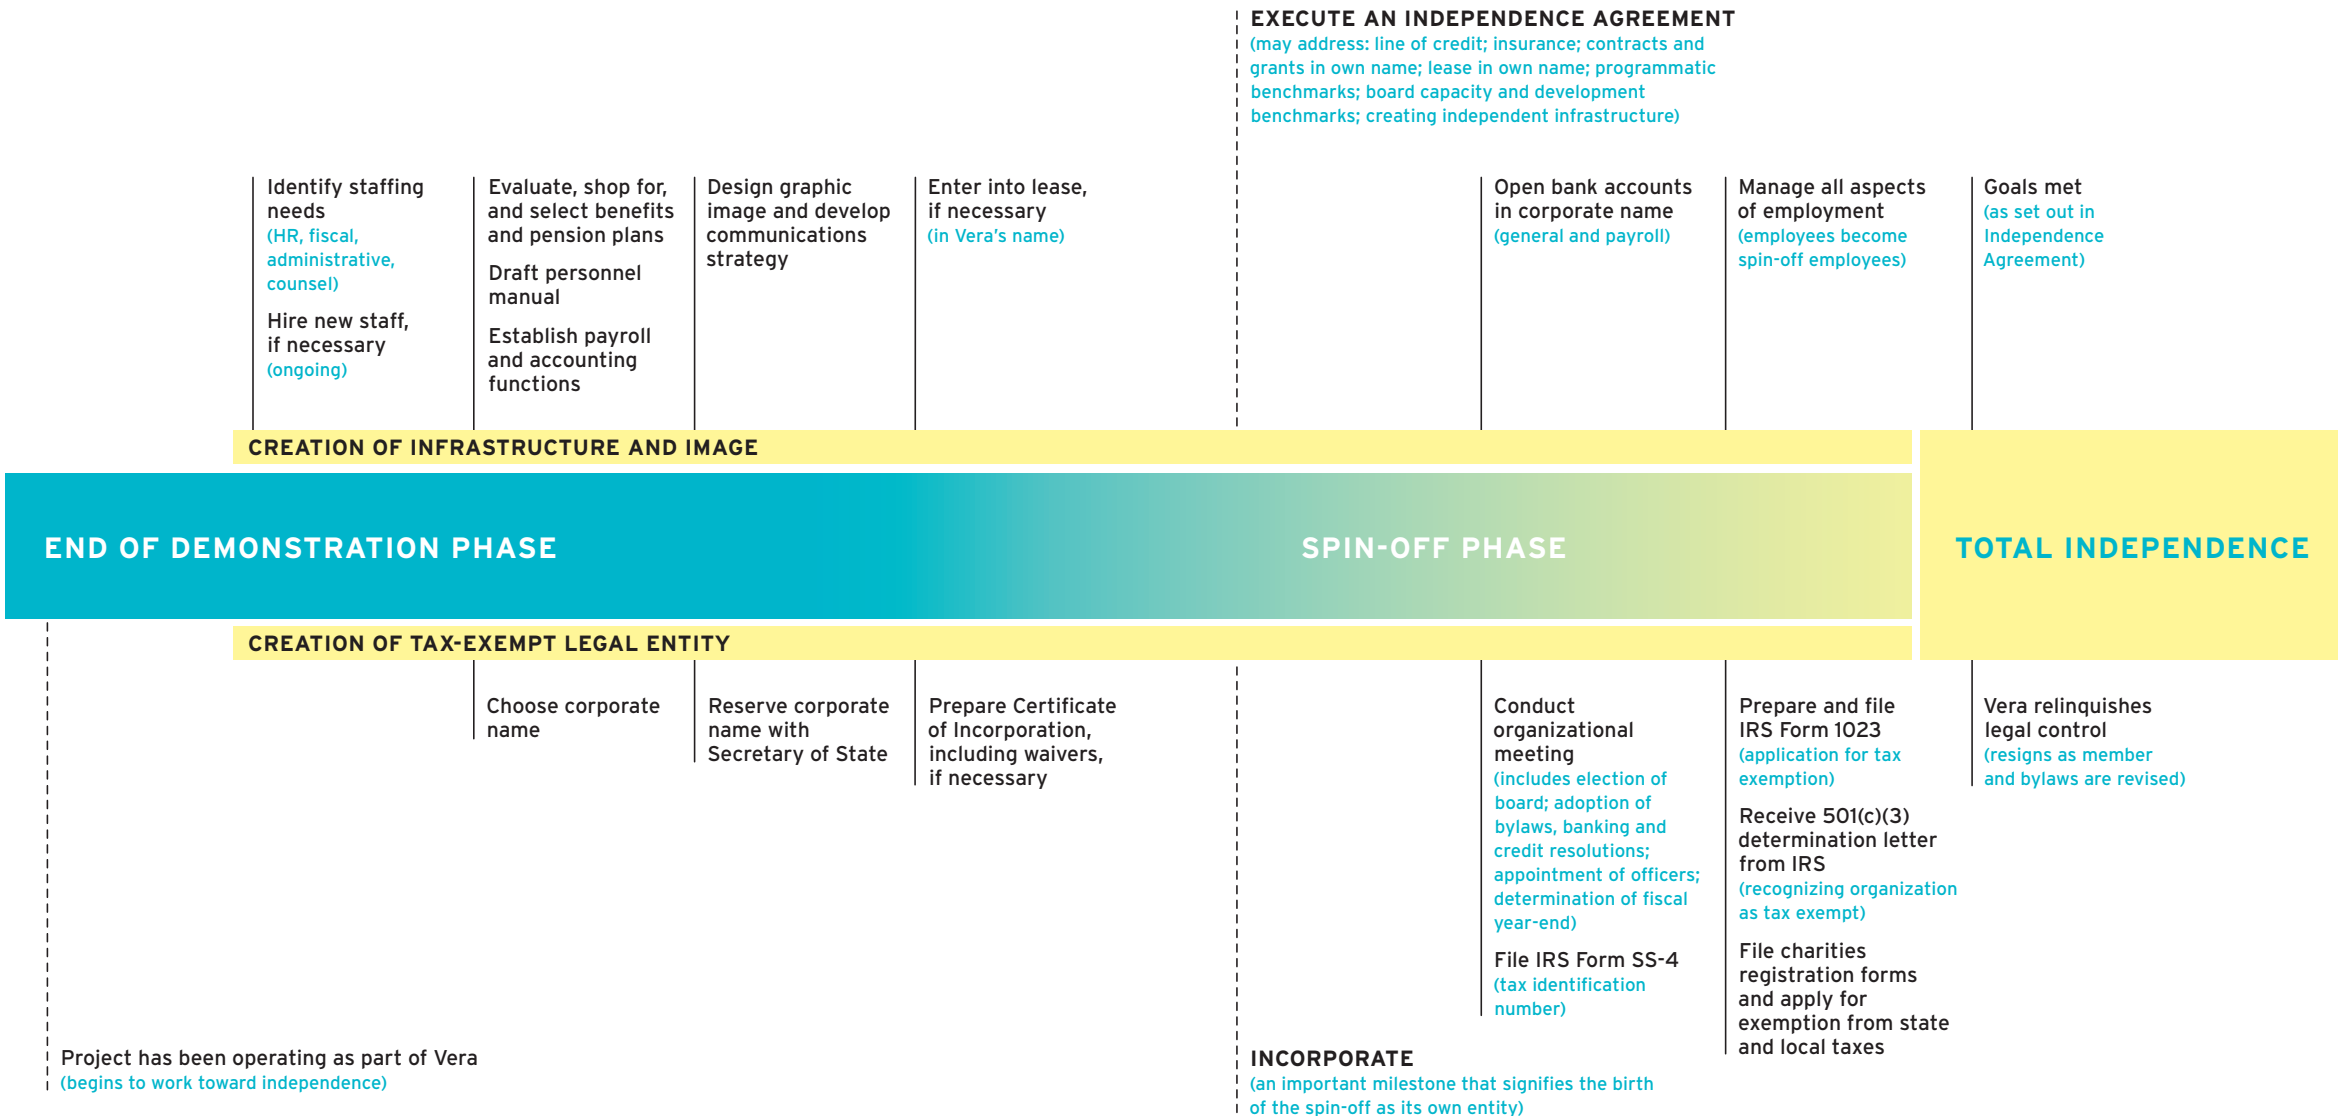 EXECUTE AN INDEPENDENCE AGREEMENT
(may address: line of credit; insurance; contracts and
grants in own name; lease in own name; programmatic
benchmarks; board capacity and development
benchmarks; creating independent infrastructure)
Identify staffing
needs
(HR, fiscal,
administrative,
counsel)
Hire new staff,
if necessary
(ongoing)
Evaluate, shop for,
and select benefits
and pension plans
Draft personnel
manual
Establish payroll
and accounting
functions
Design graphic
image and develop
communications
strategy
Enter into lease,
if necessary
(in Vera’s name)
Open bank accounts
in corporate name
(general and payroll)
Manage all aspects
of employment
(employees become
spin-off employees)
Goals met
(as set out in
Independence
Agreement)
CREATION OF INFRASTRUCTURE AND IMAGE
END OF DEMONSTRATION PHASE
SPIN-OFF PHASE
TOTAL INDEPENDENCE
CREATION OF TAX-EXEMPT LEGAL ENTITY
Choose corporate
name
Reserve corporate
name with
Secretary of State
Prepare Certificate
of Incorporation,
including waivers,
if necessary
Conduct
organizational
meeting
(includes election of
board; adoption of
bylaws, banking and
credit resolutions;
appointment of officers;
determination of fiscal
year-end)
File IRS Form SS-4
(tax identification
number)
Prepare and file
IRS Form 1023
(application for tax
exemption)
Receive 501(c)(3)
determination letter
from IRS
(recognizing organization
as tax exempt)
File charities
registration forms
and apply for
exemption from state
and local taxes
Vera relinquishes
legal control
(resigns as member
and bylaws are revised)
Project has been operating as part of Vera
(begins to work toward independence)
INCORPORATE
(an important milestone that signifies the birth
of the spin-off as its own entity)